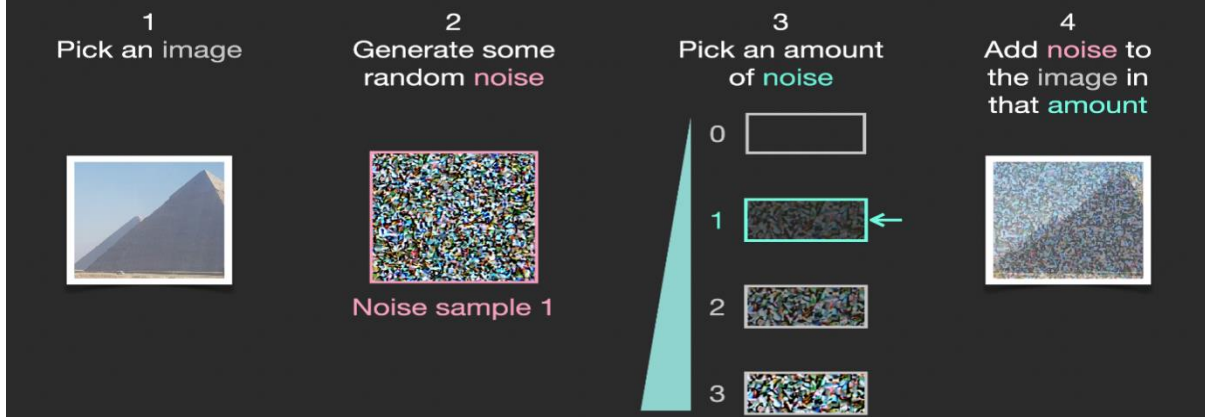 1
Pick an image
2
Generate some
random noise
Noise sample 1
3
Pick an amount
of noise
0
1
2
3
4
Add noise to
the image in
that amount